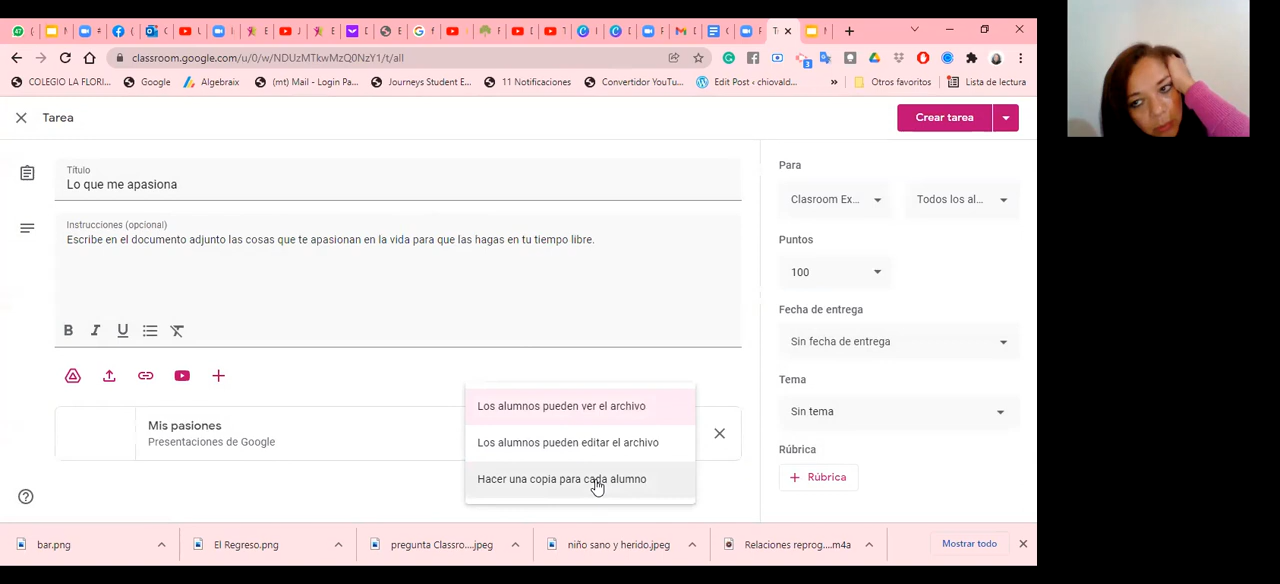 classroom.google.com/u/0/w/NDUzMTkwMzQ0NzY1/t/all
COLEGIO LA FLORI...
Google
Algebraix
(mt) Mail - Login Pa...
Journeys Student E...
11 Notificaciones
Convertidor YouTu...
Edit Post ‹ chiovald...
»
Otros favoritos
Lista de lectura
Tarea
Crear tarea
Título
Lo que me apasiona
Instrucciones (opcional)
Escribe en el documento adjunto las cosas que te apasionan en la vida para que las hagas en tu tiempo libre.
B I U
Mis pasiones
Presentaciones de Google
Los alumnos pueden ver el archivo
Los alumnos pueden editar el archivo
Hacer una copia para cada alumno
Para
Clasroom Ex...
Todos los al...
Puntos
100
Fecha de entrega
Sin fecha de entrega
Tema
Sin tema
Rúbrica
+ Rúbrica
bar.png
El Regreso.png
pregunta Classro....jpeg
niño sano y herido.jpeg
Relaciones reprog....m4a
Mostrar todo